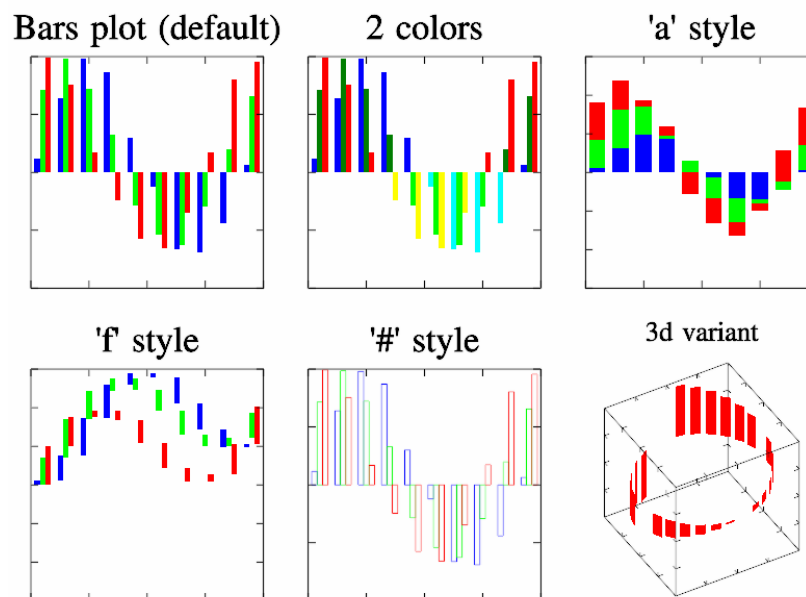 Bars plot (default)
2 colors
'a' style
'f' style
'#' style
3d variant